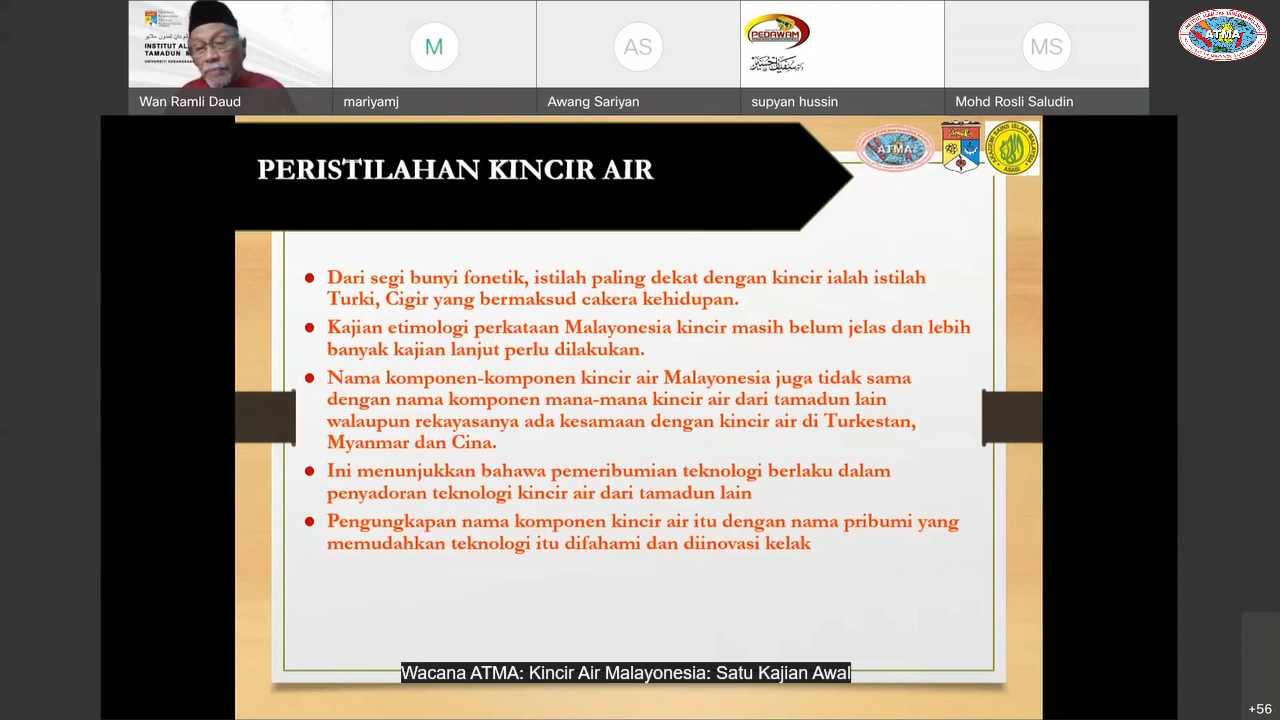 INSTITUT AL
TAMADUN M
Wan Ramli Daud
M
mariyamj
AS
Awang Sariyan
PEDAWAM
supyan hussin
MS
Mohd Rosli Saludin
ATMA
PERISTILAHAN KINCIR AIR
ATMA
ASASI
Dari segi bunyi fonetik, istilah paling dekat dengan kincir ialah istilah
Turki, Cigir yang bermaksud cakera kehidupan.
Kajian etimologi perkataan Malayonesia kincir masih belum jelas dan lebih
banyak kajian lanjut perlu dilakukan.
Nama komponen-komponen kincir air Malayonesia juga tidak sama
dengan nama komponen mana-mana kincir air dari tamadun lain
walaupun rekayasanya ada kesamaan dengan kincir air di Turkestan,
Myanmar dan Cina.
Ini menunjukkan bahawa pemeribumian teknologi berlaku dalam
penyadoran teknologi kincir air dari tamadun lain
Pengungkapan nama komponen kincir air itu dengan nama pribumi yang
memudahkan teknologi itu difahami dan diinovasi kelak
Wacana ATMA: Kincir Air Malayonesia: Satu Kajian Awal
+56